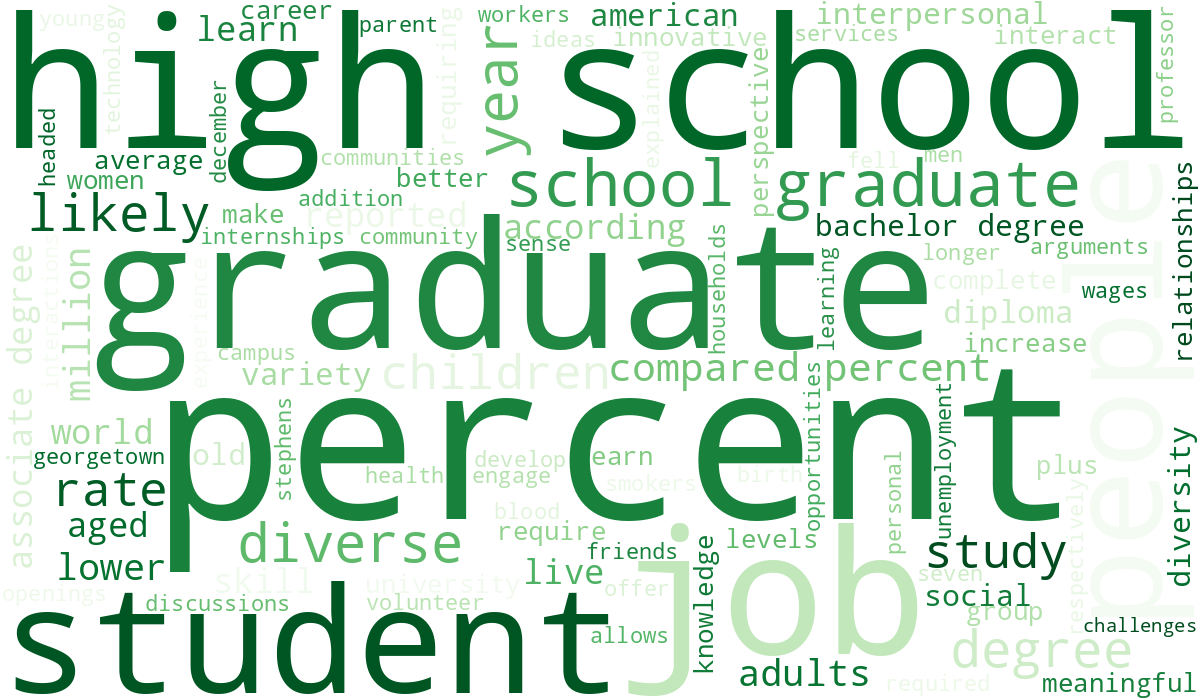 young
career
learn
parent
workers
american
interpersonal
high school
year
ideas
innovative
services
interact
professor
technology
requiring
explained
perspective
headed
december
average
communities
better
fell
men
women
school
graduate
relationships
likely
make
addition
reported
according
bachelor degree
people
internships
community
sense
longer
arguments
graduate
associate degree
interactions
million
experience
households
learning
complete
wages
diploma
campus
variety
children
compared percent
increase
world
georgetown
old
stephens
percent
health
develop
engage
earn
smokers
birth
opportunities
personal
unemployment
plus
diversity
rate
aged
blood
require
diverse
friends
levels
study
lower
live
knowledge
job
respectively
openings
skill
university
offer
seven
social
discussions
volunteer
group
student
allows
challenges
degree
adults
required
meaningful